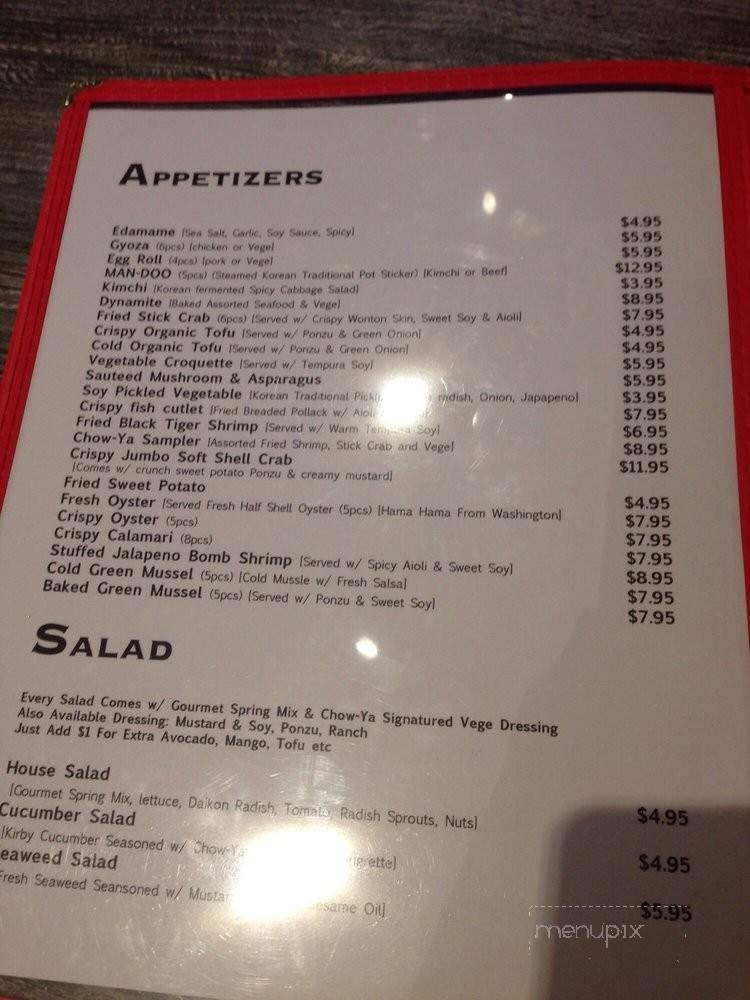 APPETIZERS
Edamame [Sea Salt, Garlic, Soy Sauce, Spicy] $4.95
Gyoza (6pcs) [chicken or Vege] $5.95
Egg Roll (4pcs) [pork or Vege] $5.95
MAN-DOO (5pcs) (Steamed Korean Traditional Pot Sticker) [Kimchi or Beef] $12.95
Kimchi [Korean fermented Spicy Cabbage Salad] $3.95
Dynamite [Baked Assorted Seafood & Vege] $8.95
Fried Stick Crab (6pcs) [Served w/ Crispy Wonton Skin, Sweet Soy & Aioli] $7.95
Crispy Organic Tofu [Served w/ Ponzu & Green Onion] $4.95
Cold Organic Tofu [Served w/ Ponzu & Green Onion] $4.95
Vegetable Croquette [Served w/ Tempura Soy] $5.95
Sauteed Mushroom & Asparagus $5.95
Soy Pickled Vegetable [Korean Traditional radish, Onion, Japapeno] $3.95
Crispy fish cutlet [Fried Breaded Pollack w/ $7.95
Fried Black Tiger Shrimp [Served w/ Warm Tempura Soy] $6.95
Chow-Ya Sampler [Assorted Fried Shrimp, Stick Crab and Vege] $8.95
Crispy Jumbo Soft Shell Crab $11.95
[Comes w/ crunch sweet potato Ponzu & creamy mustard]
Fried Sweet Potato $4.95
Fresh Oyster [Served Fresh Half Shell Oyster (5pcs) [Hama Hama From Washington] $7.95
Crispy Oyster (5pcs) $7.95
Crispy Calamari (8pcs) $7.95
Stuffed Jalapeno Bomb Shrimp [Served w/ Spicy Aioli & Sweet Soy] $8.95
Cold Green Mussel (5pcs) [Cold Mussle w/ Fresh Salsa] $7.95
Baked Green Mussel (5pcs) [Served w/ Ponzu & Sweet Soy] $7.95
SALAD
Every Salad Comes w/ Gourmet Spring Mix & Chow-Ya Signatured Vege Dressing
Also Available Dressing: Mustard & Soy, Ponzu, Ranch
Just Add $1 For Extra Avocado, Mango, Tofu etc
House Salad
[Gourmet Spring Mix, lettuce, Daikon Radish, Tomato, Radish Sprouts, Nuts] $4.95
Cucumber Salad
[Kirby Cucumber Seasoned w/ Chow-Ya $4.95
eaweed Salad
Fresh Seaweed Seansoned w/ Oil] $5.95
menupix